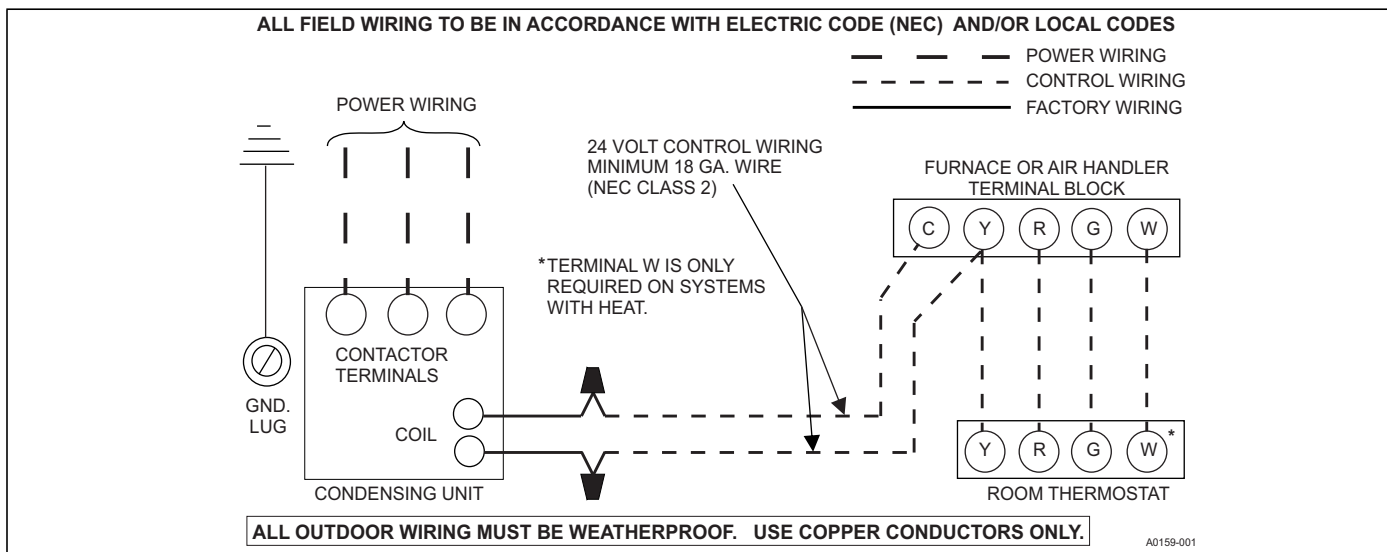 ALL FIELD WIRING TO BE IN ACCORDANCE WITH ELECTRIC CODE (NEC) AND/OR LOCAL CODES
POWER WIRING
CONTROL WIRING
FACTORY WIRING
POWER WIRING
24 VOLT CONTROL WIRING
MINIMUM 18 GA. WIRE
(NEC CLASS 2)
FURNACE OR AIR HANDLER
TERMINAL BLOCK
C Y R G W
*TERMINAL W IS ONLY
REQUIRED ON SYSTEMS
WITH HEAT.
CONTACTOR
TERMINALS
GND.
LUG
COIL
CONDENSING UNIT
Y R G W *
ROOM THERMOSTAT
ALL OUTDOOR WIRING MUST BE WEATHERPROOF. USE COPPER CONDUCTORS ONLY.
A0159-001